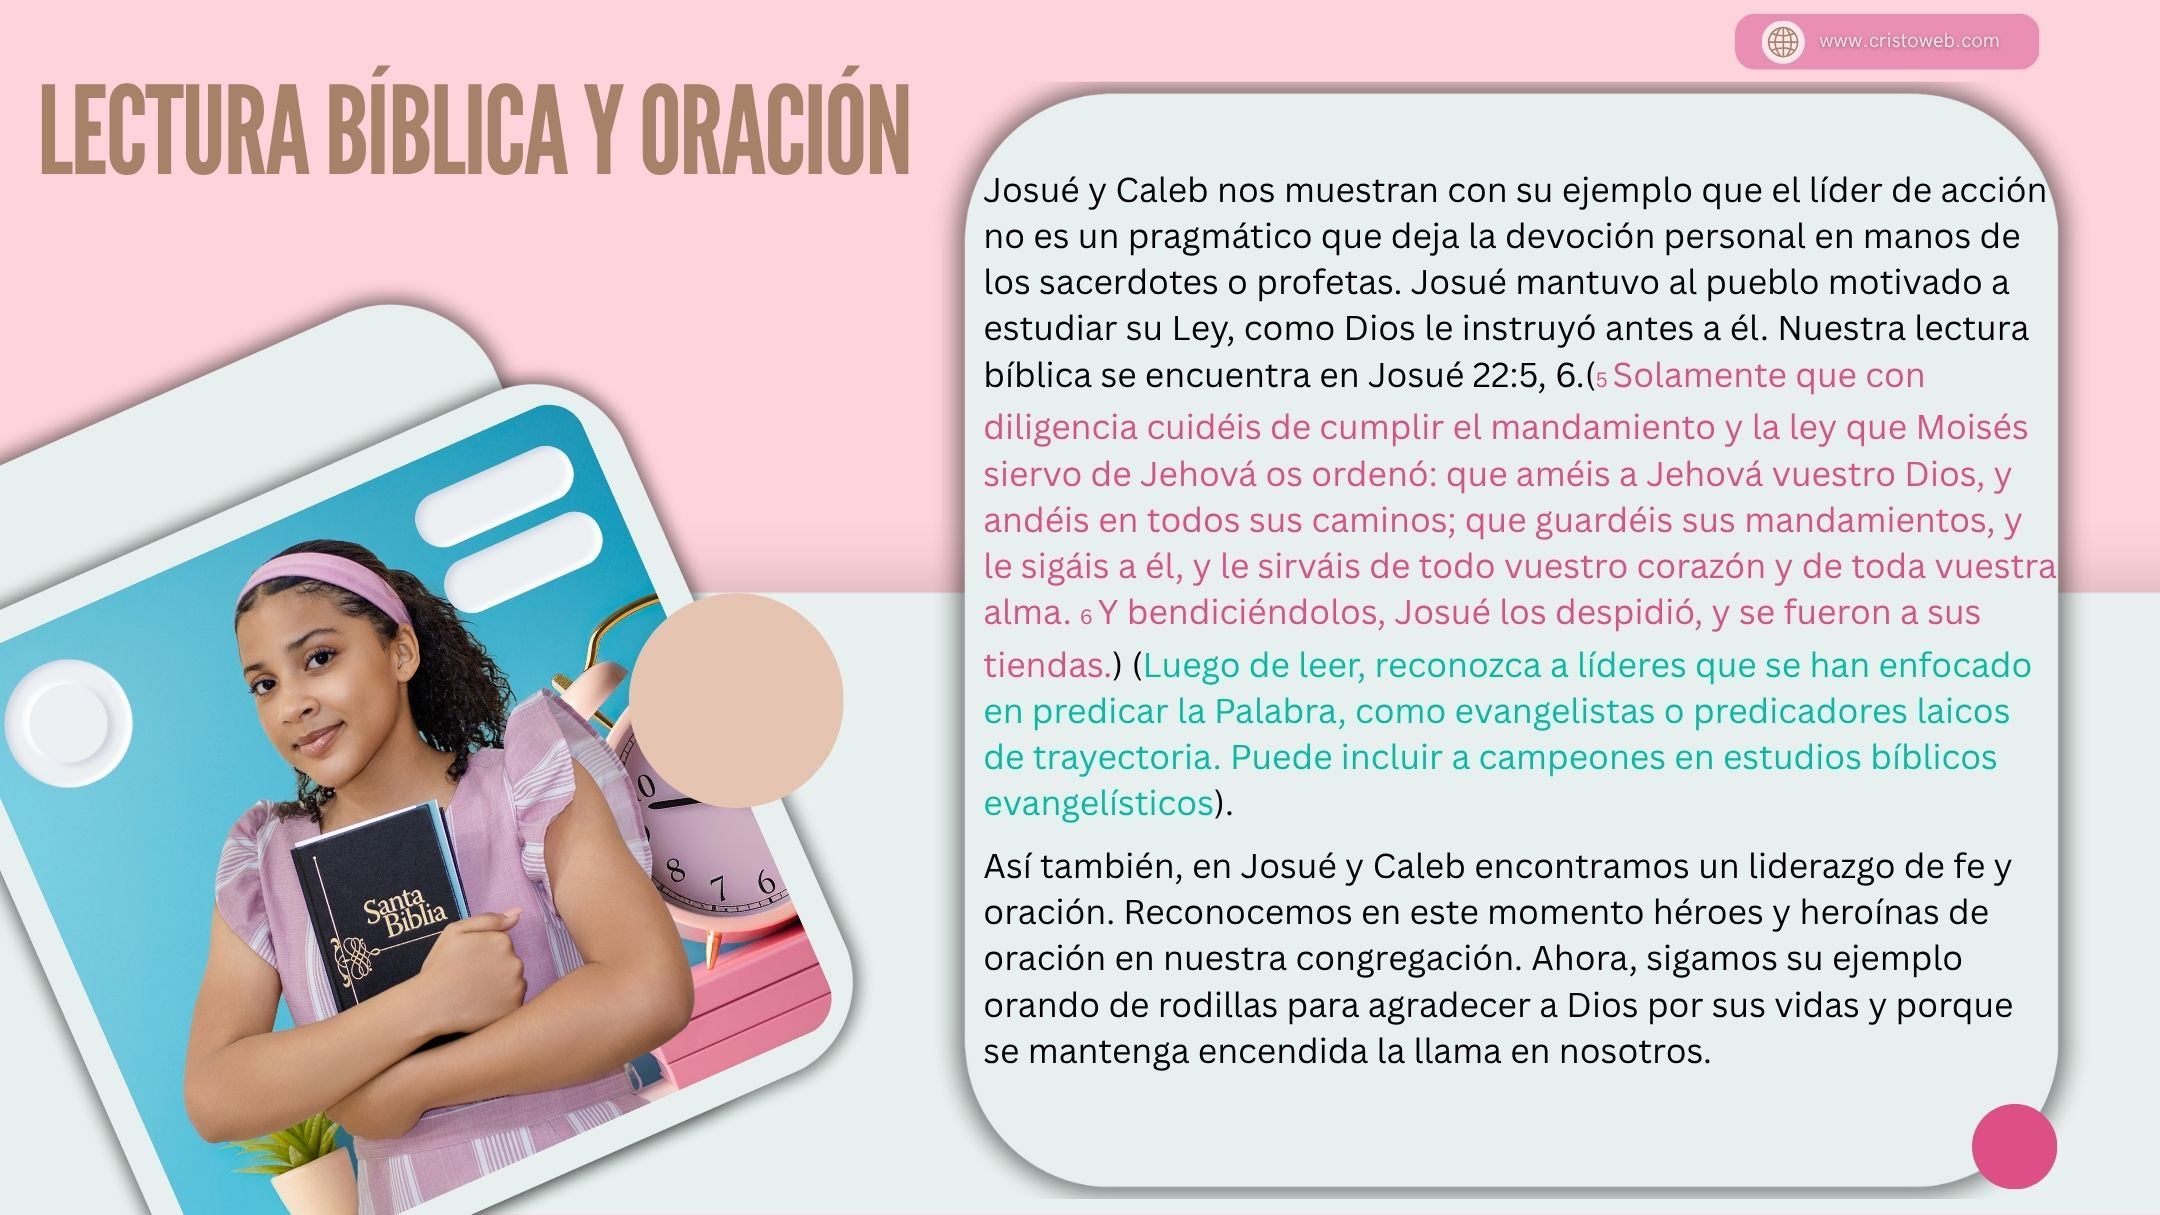 www.cristoweb.com
LECTURA BÍBLICA Y ORACIÓN
Josué y Caleb nos muestran con su ejemplo que el líder de acción
no es un pragmático que deja la devoción personal en manos de
los sacerdotes o profetas. Josué mantuvo al pueblo motivado a
estudiar su Ley, como Dios le instruyó antes a él. Nuestra lectura
bíblica se encuentra en Josué 22:5, 6.(5 Solamente que con
diligencia cuidéis de cumplir el mandamiento y la ley que Moisés
siervo de Jehová os ordenó: que améis a Jehová vuestro Dios, y
andéis en todos sus caminos; que guardéis sus mandamientos, y
le sigáis a él, y le sirváis de todo vuestro corazón y de toda vuestra
alma. 6 Y bendiciéndolos, Josué los despidió, y se fueron a sus
tiendas.) (Luego de leer, reconozca a líderes que se han enfocado
en predicar la Palabra, como evangelistas o predicadores laicos
de trayectoria. Puede incluir a campeones en estudios bíblicos
evangelísticos).
Así también, en Josué y Caleb encontramos un liderazgo de fe y
oración. Reconocemos en este momento héroes y heroínas de
oración en nuestra congregación. Ahora, sigamos su ejemplo
orando de rodillas para agradecer a Dios por sus vidas y porque
se mantenga encendida la llama en nosotros.
Santa
Biblia
10
8
7
6